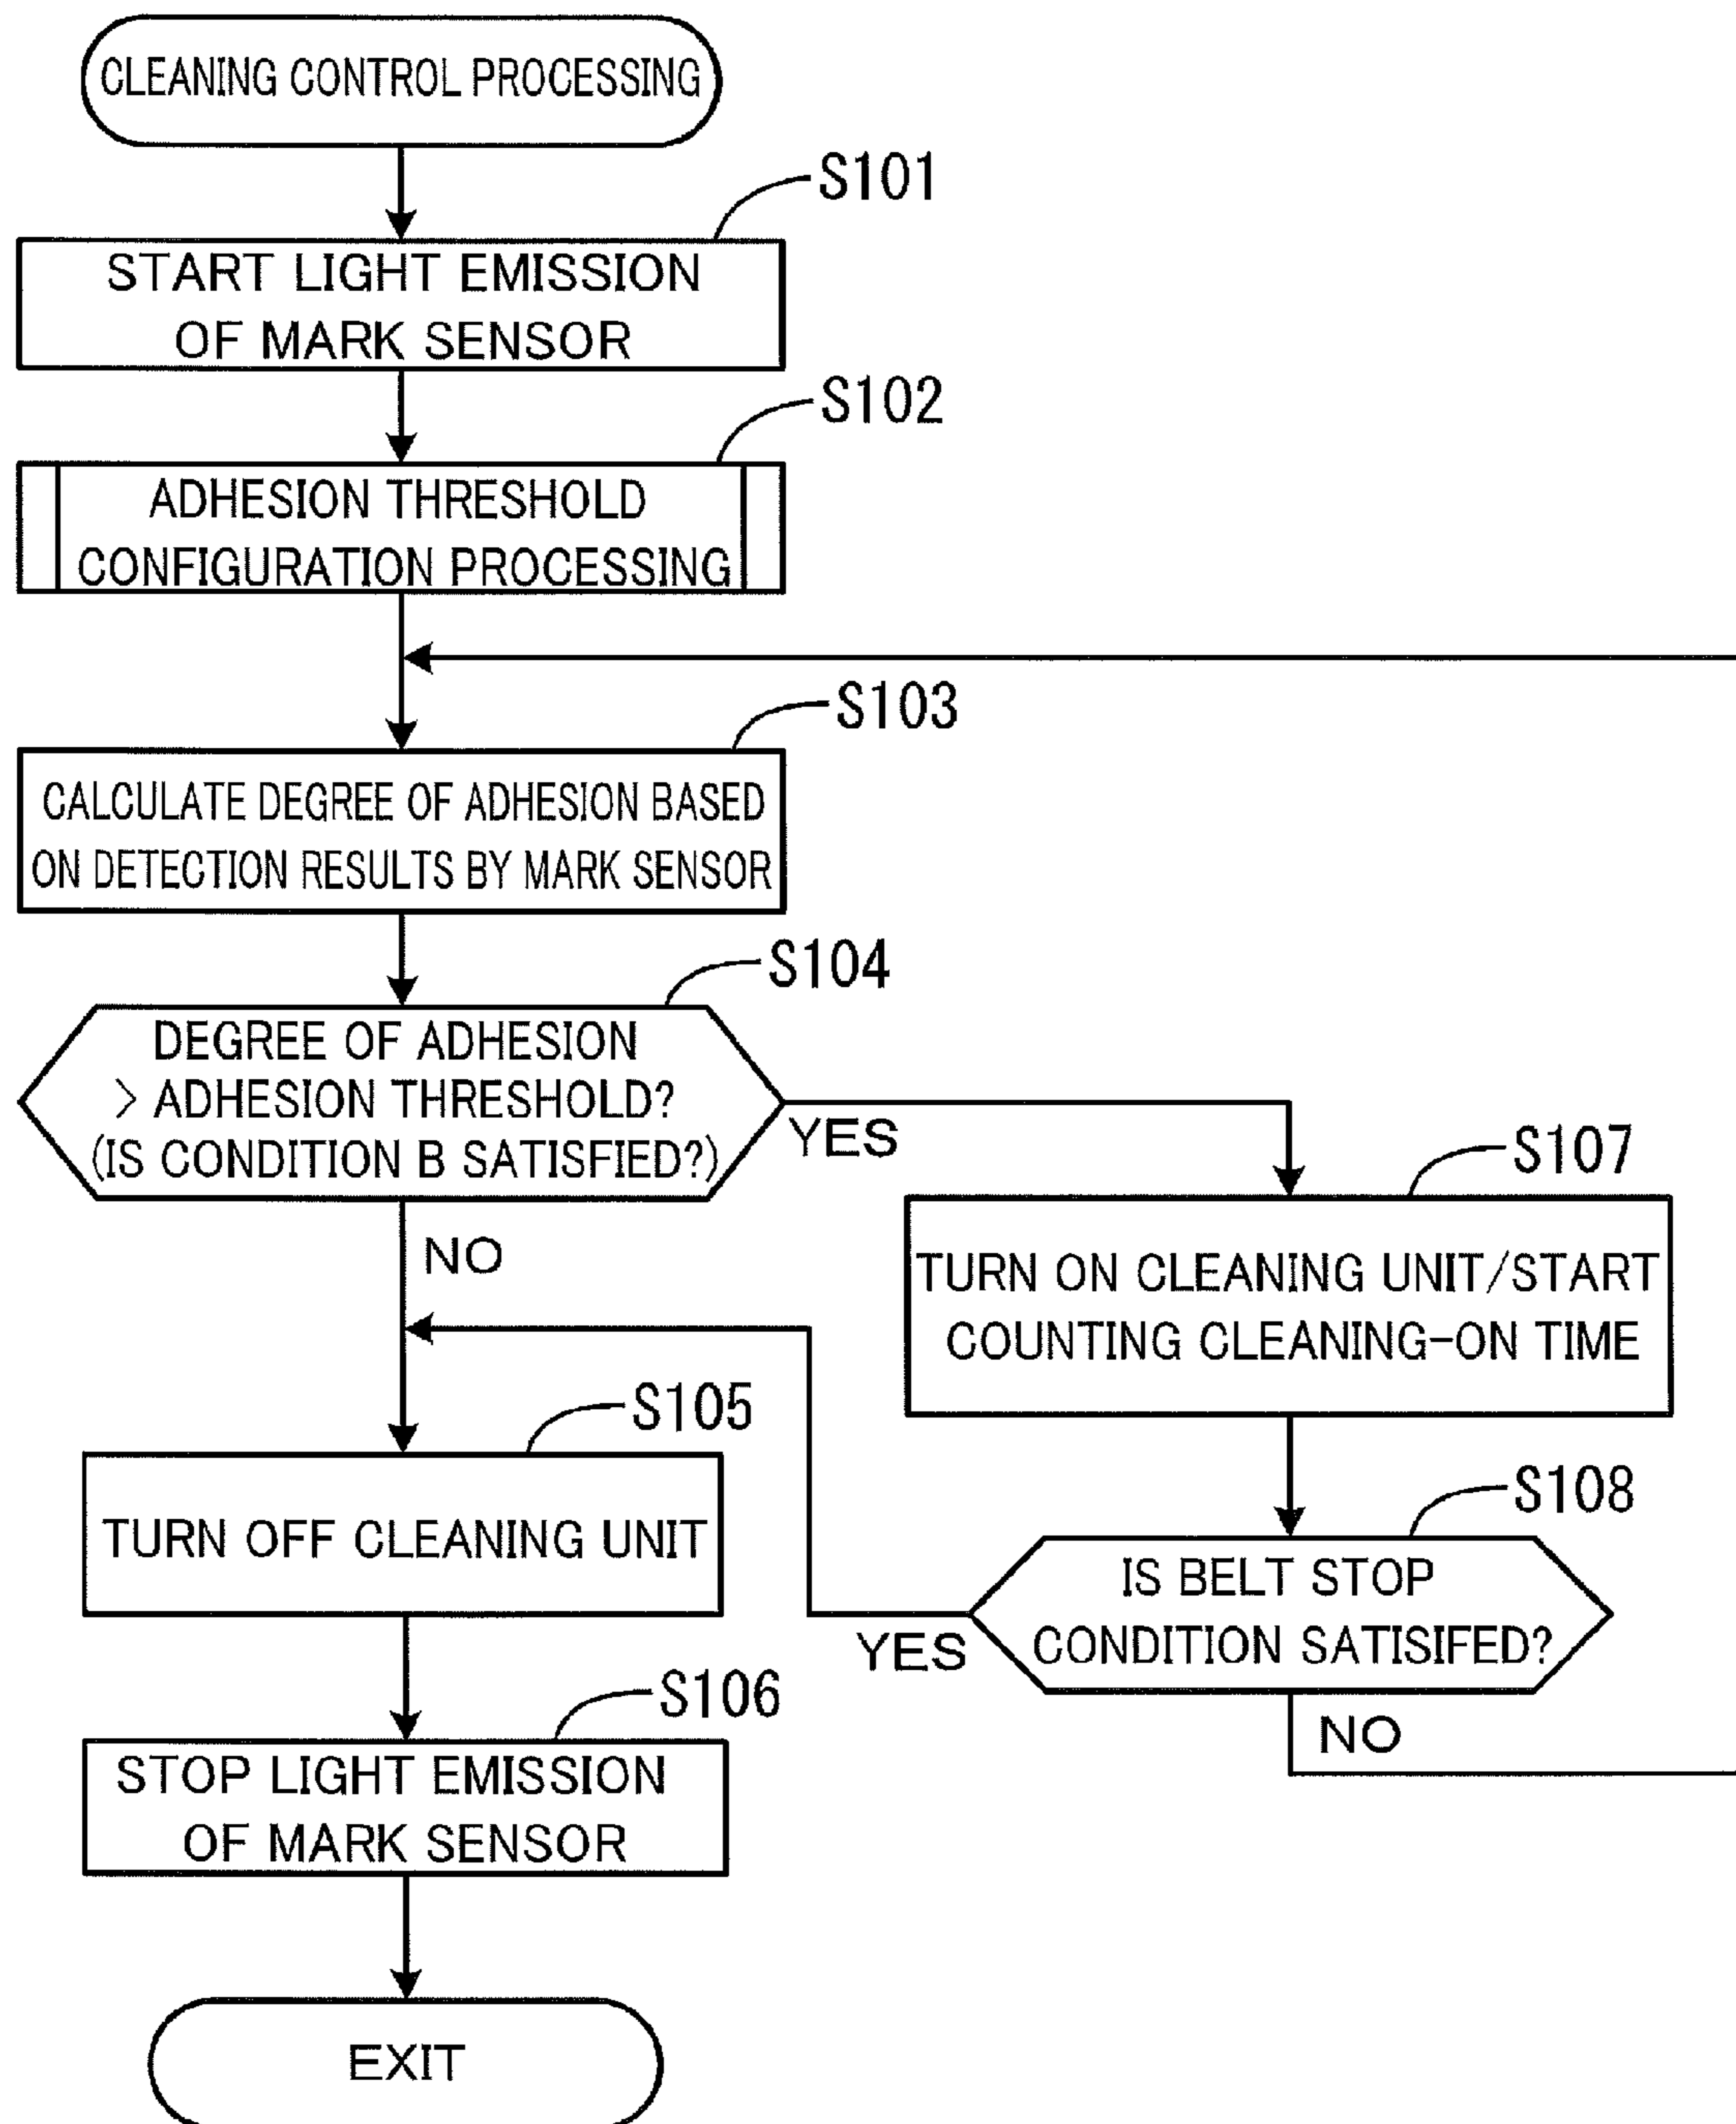 CLEANING CONTROL PROCESSING
S101
START LIGHT EMISSION
OF MARK SENSOR
S102
ADHESION THRESHOLD
CONFIGURATION PROCESSING
S103
CALCULATE DEGREE OF ADHESION BASED
ON DETECTION RESULTS BY MARK SENSOR
S104
DEGREE OF ADHESION
> ADHESION THRESHOLD?
(IS CONDITION B SATISFIED?)
YES
NO
S107
TURN ON CLEANING UNIT/START
COUNTING CLEANING-ON TIME
S105
TURN OFF CLEANING UNIT
S108
IS BELT STOP
CONDITION SATISIFED?
YES
NO
S106
STOP LIGHT EMISSION
OF MARK SENSOR
EXIT